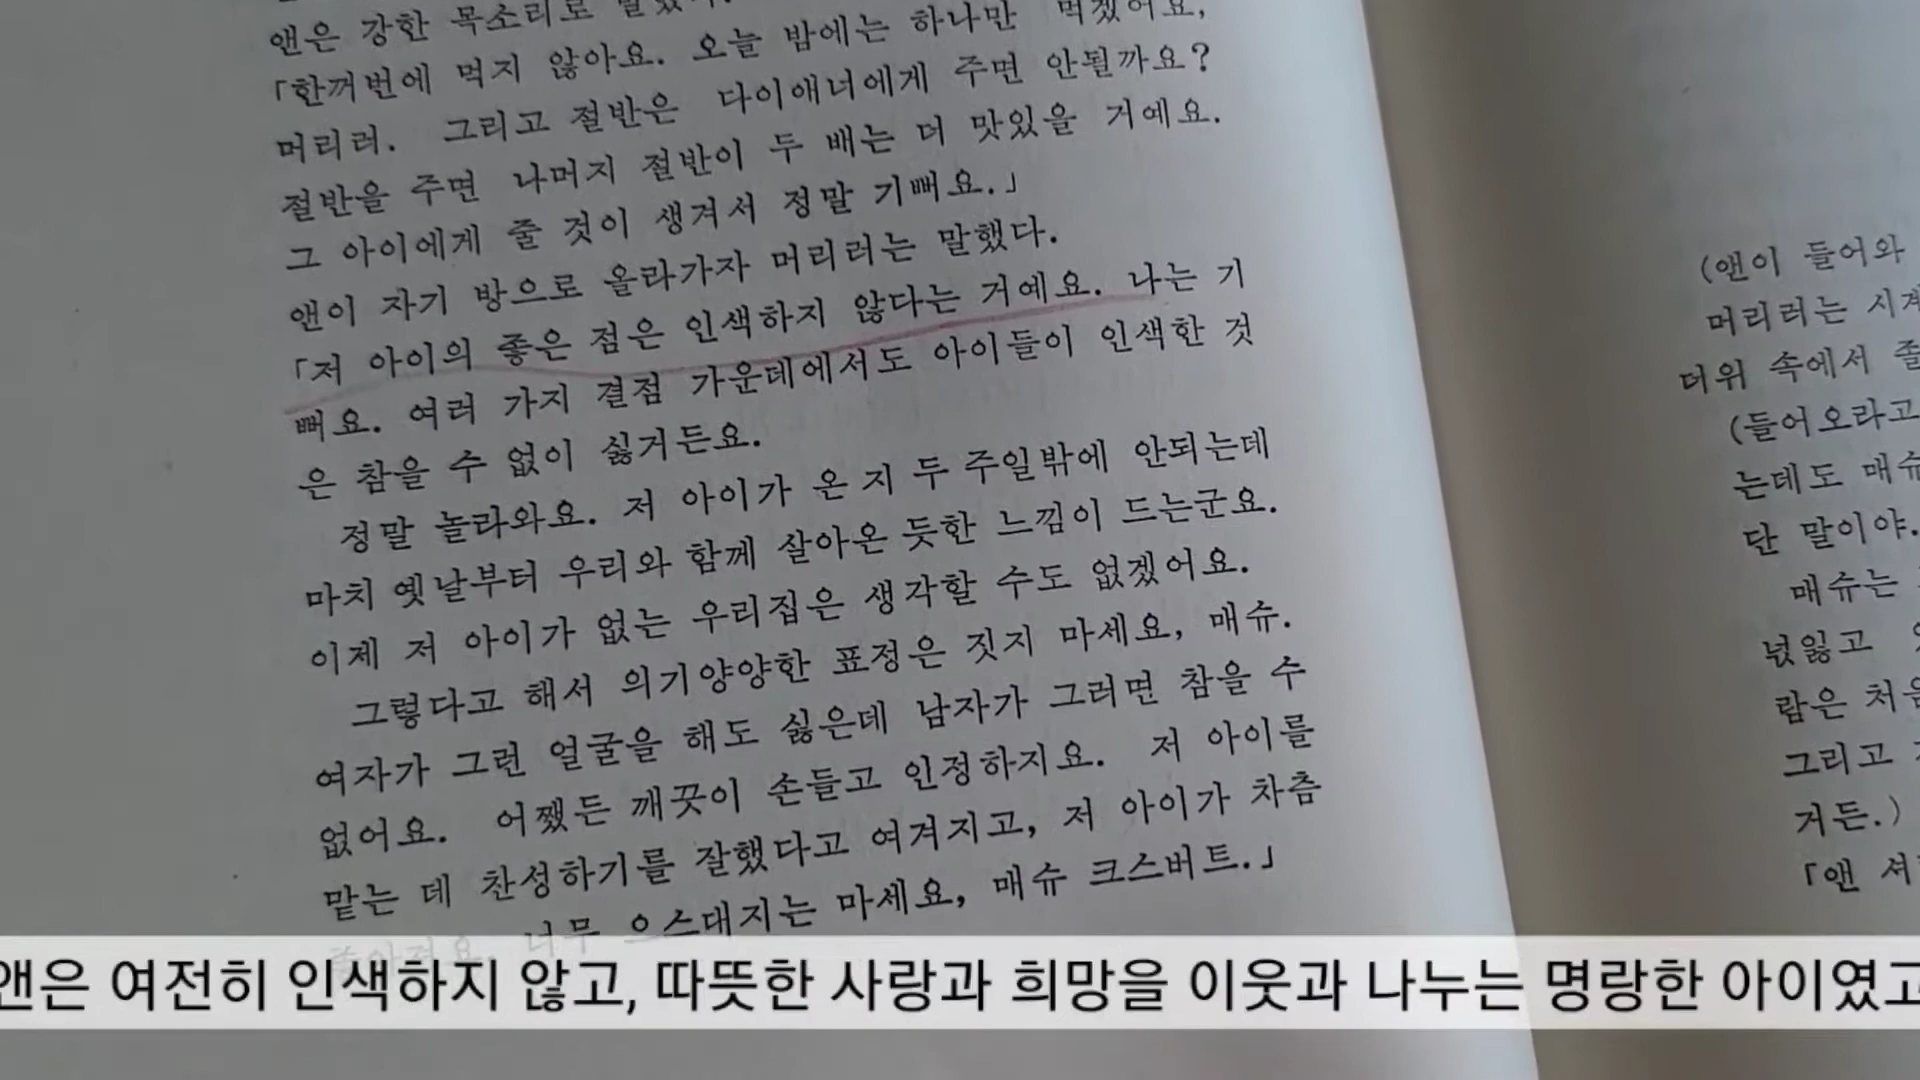 앤은 강한 목소리로
「한꺼번에 먹지 않아요. 오늘 밤에는 하나만 먹겠어요,
머리러. 그리고 절반은 다이애너에게 주면 안될까요?
절반을 주면 나머지 절반이 두 배는 더 맛있을 거예요.
그 아이에게 줄 것이 생겨서 정말 기뻐요.」
앤이 자기 방으로 올라가자 머리러는 말했다.
「저 아이의 좋은 점은 인색하지 않다는 거예요. 나는 기
뻐요. 여러 가지 결점 가운데에서도 아이들이 인색한 것
은 참을 수 없이 싫거든요.
정말 놀라와요. 저 아이가 온 지 두 주일밖에 안되는데
마치 옛날부터 우리와 함께 살아온 듯한 느낌이 드는군요.
이제 저 아이가 없는 우리집은 생각할 수도 없겠어요.
그렇다고 해서 의기양양한 표정은 짓지 마세요, 매슈.
여자가 그런 얼굴을 해도 싫은데 남자가 그러면 참을 수
없어요. 어쨌든 깨끗이 손들고 인정하지요. 저 아이를
맡는 데 찬성하기를 잘했다고 여겨지고, 저 아이가 차츰
너무 으스대지는 마세요, 매슈 크스버트.」
(앤이 들어와
머리러는 시계
더위 속에서
(들어오라고
는데도 매슈
단 말이야.
매슈는
넋잃고
람은 처음
그리고
거든.)
「앤 셔
앤은 여전히 인색하지 않고, 따뜻한 사랑과 희망을 이웃과 나누는 명랑한 아이였고